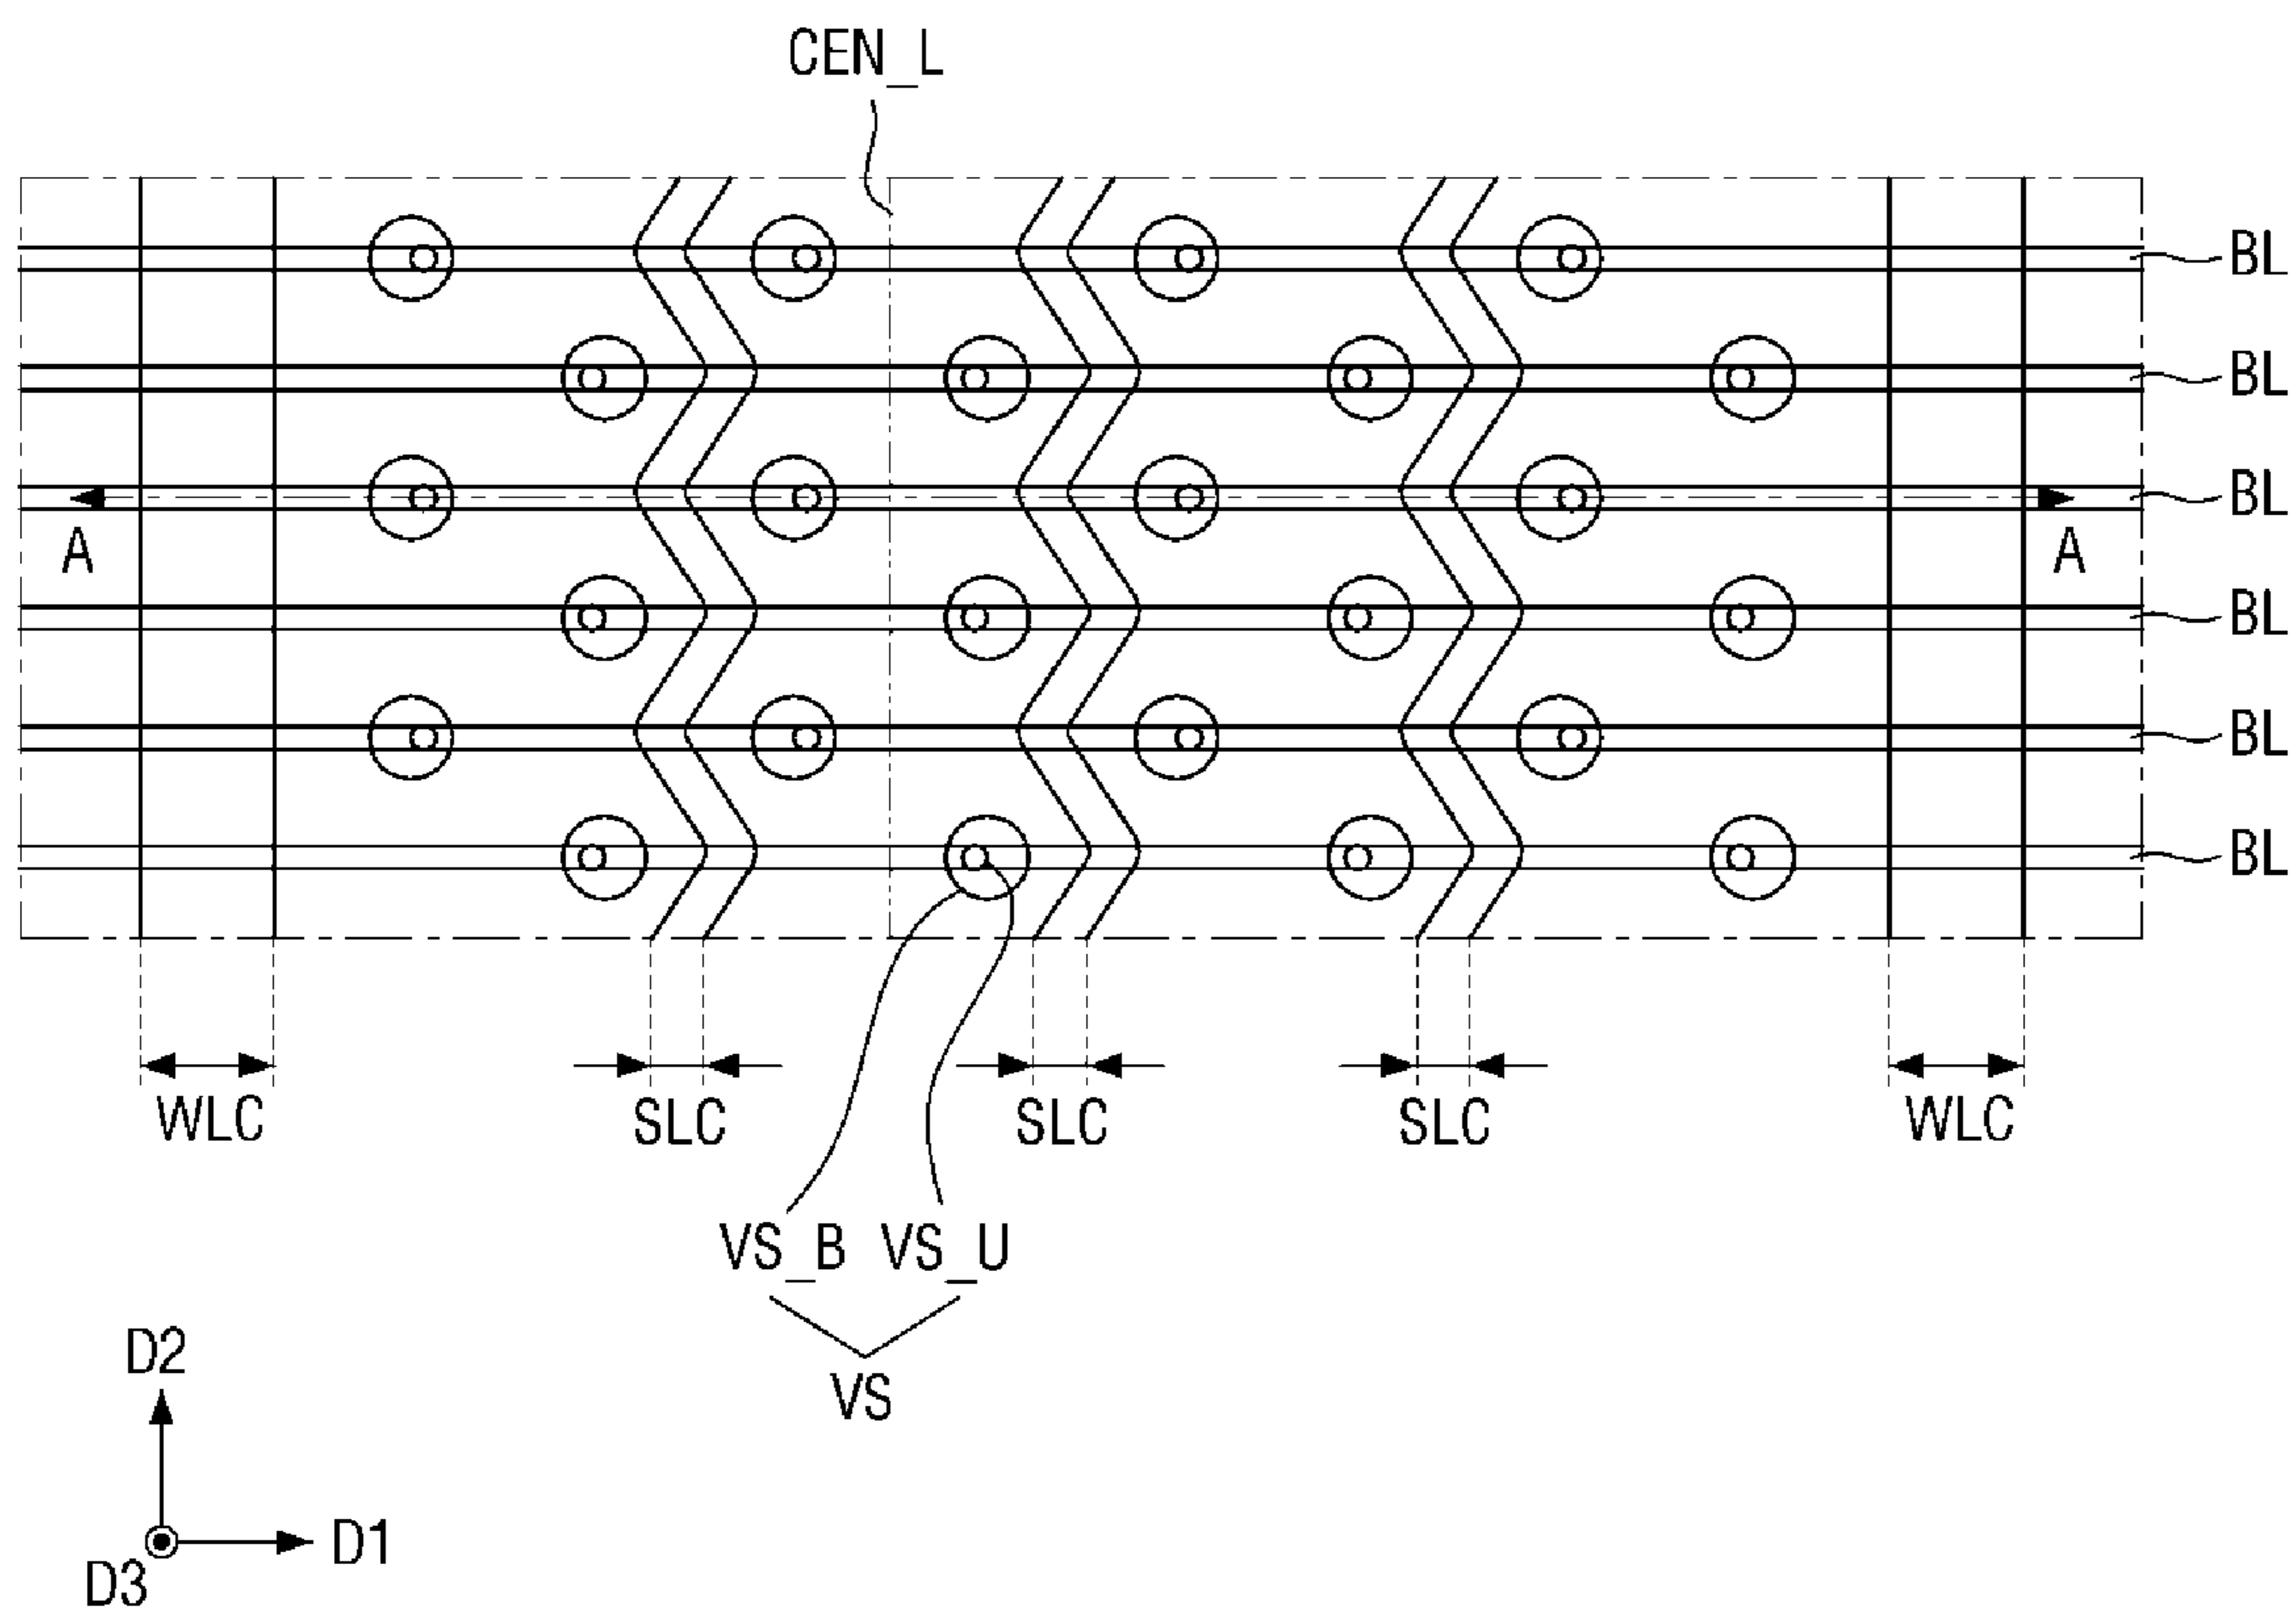 CEN_L
BL
BL
BL
A A
BL
BL
BL
WLC SLC SLC SLC WLC
VS_B VS_U
VS
D2
D1
D3